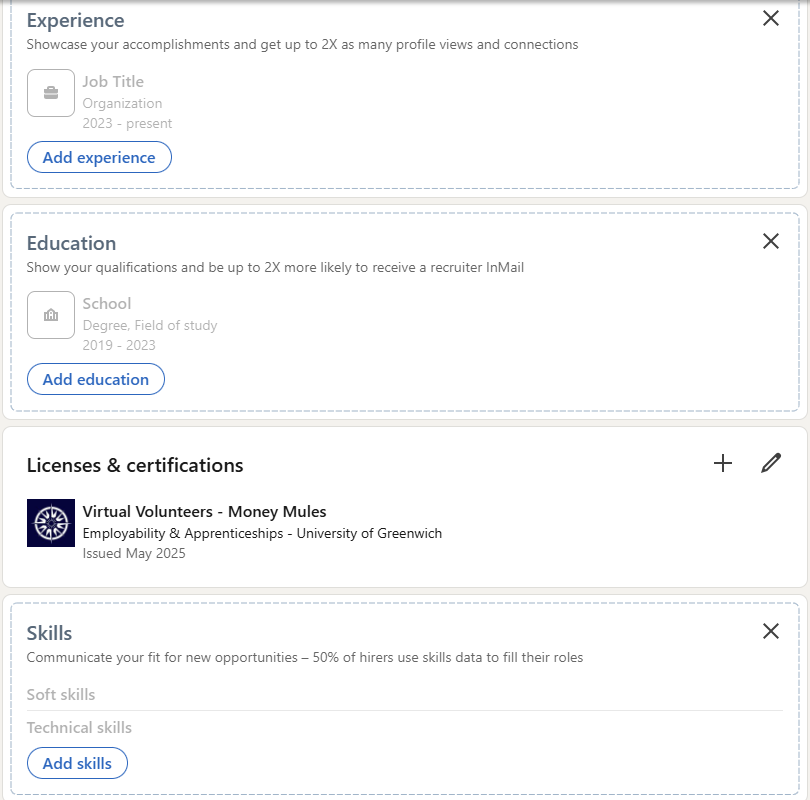 Experience
Showcase your accomplishments and get up to 2X as many profile views and connections
Job Title
Organization
2023 - present
Add experience
Education
Show your qualifications and be up to 2X more likely to receive a recruiter InMail
School
Degree, Field of study
2019 - 2023
Add education
Licenses & certifications
Virtual Volunteers - Money Mules
Employability & Apprenticeships - University of Greenwich
Issued May 2025
Skills
Communicate your fit for new opportunities – 50% of hirers use skills data to fill their roles
Soft skills
Technical skills
Add skills